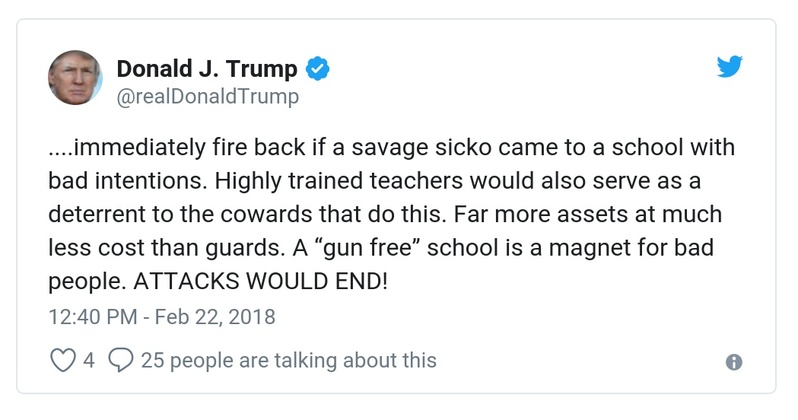 Donald J. Trump
@realDonaldTrump
....immediately fire back if a savage sicko came to a school with
bad intentions. Highly trained teachers would also serve as a
deterrent to the cowards that do this. Far more assets at much
less cost than guards. A “gun free” school is a magnet for bad
people. ATTACKS WOULD END!
12:40 PM - Feb 22, 2018
4 25 people are talking about this